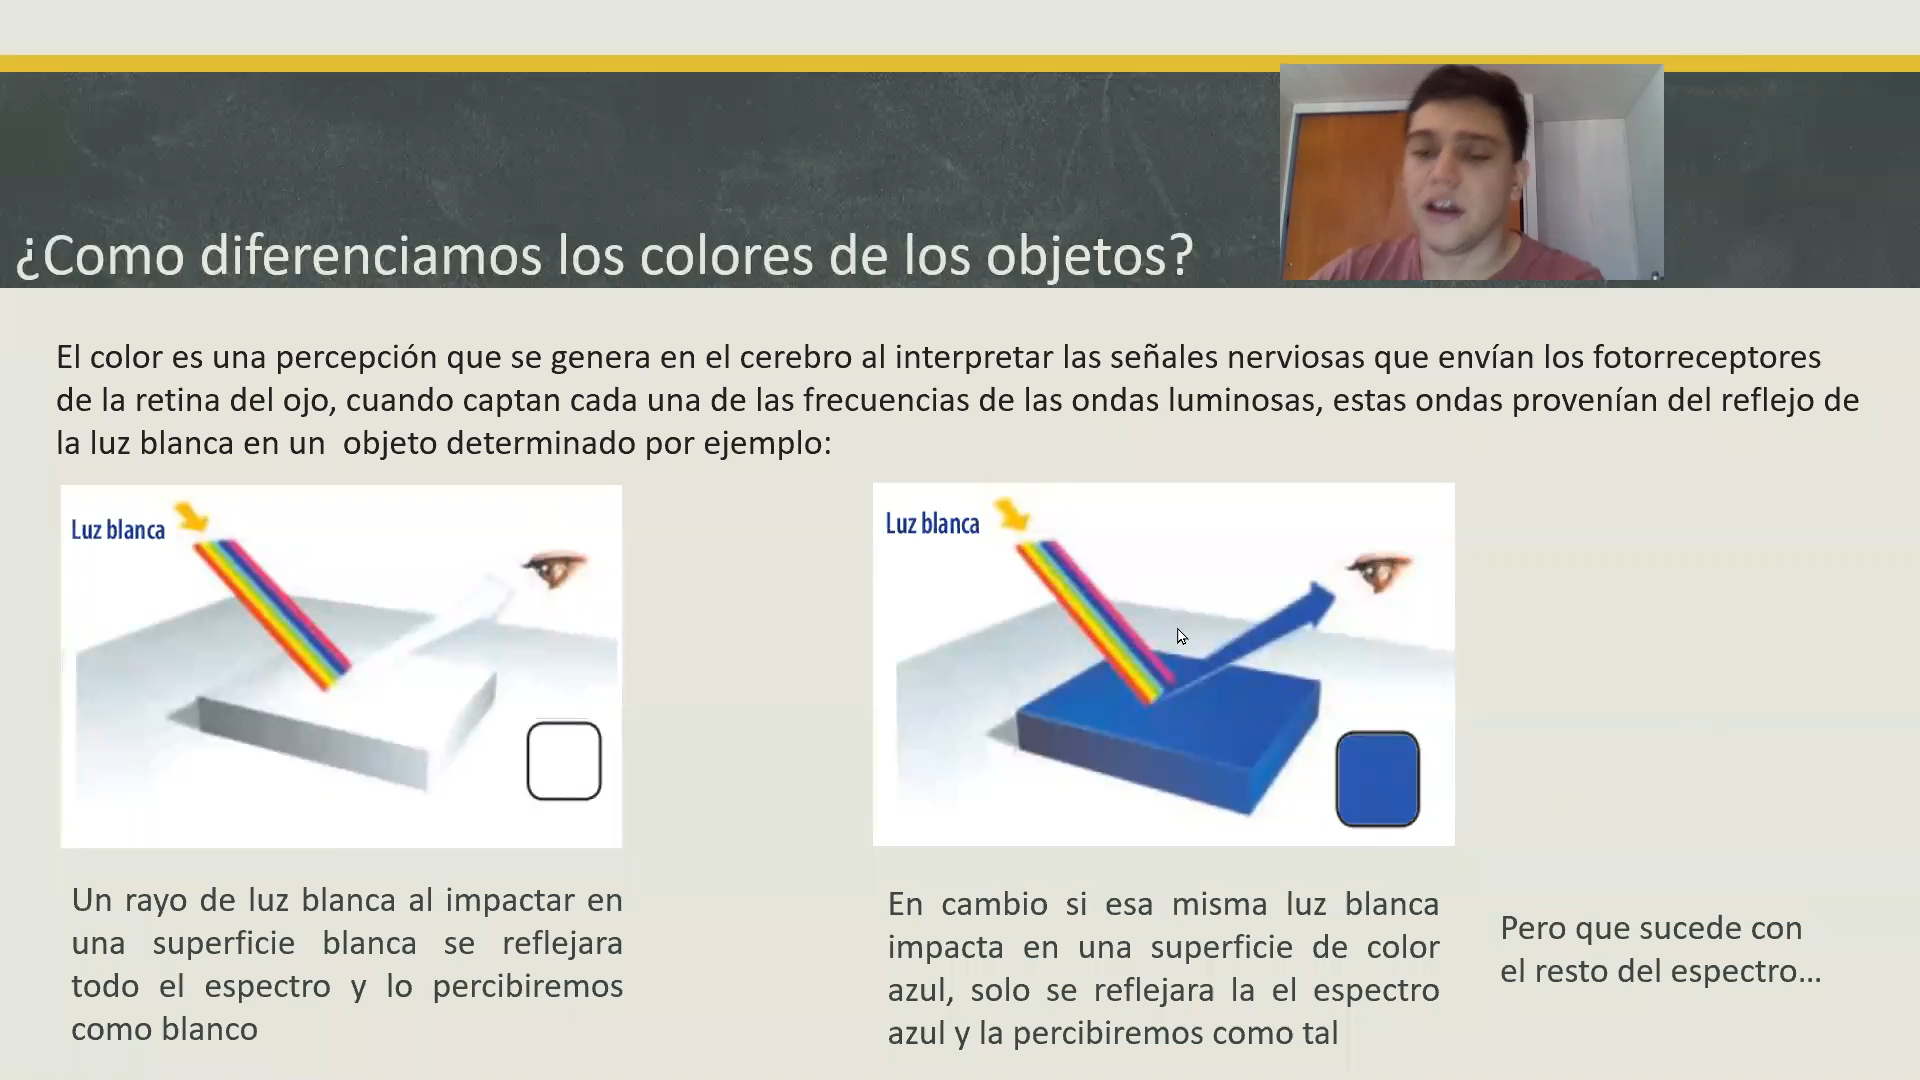 ¿Como diferenciamos los colores de los objetos?
El color es una percepción que se genera en el cerebro al interpretar las señales nerviosas que envían los fotorreceptores
de la retina del ojo, cuando captan cada una de las frecuencias de las ondas luminosas, estas ondas provenían del reflejo de
la luz blanca en un objeto determinado por ejemplo:
Luz blanca
Luz blanca
Un rayo de luz blanca al impactar en
una superficie blanca se reflejara
todo el espectro y lo percibiremos
como blanco
En cambio si esa misma luz blanca
impacta en una superficie de color
azul, solo se reflejara la el espectro
azul y la percibiremos como tal
Pero que sucede con
el resto del espectro...